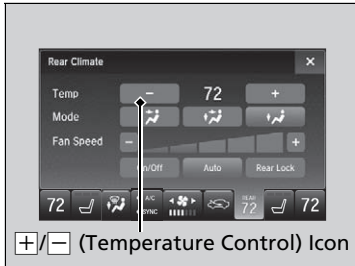 Rear Climate ×
Temp − 72 +
Mode
Fan Speed − +
On/Off Auto Rear Lock
72 A/C SYNC REAR 72 72
+/− (Temperature Control) Icon